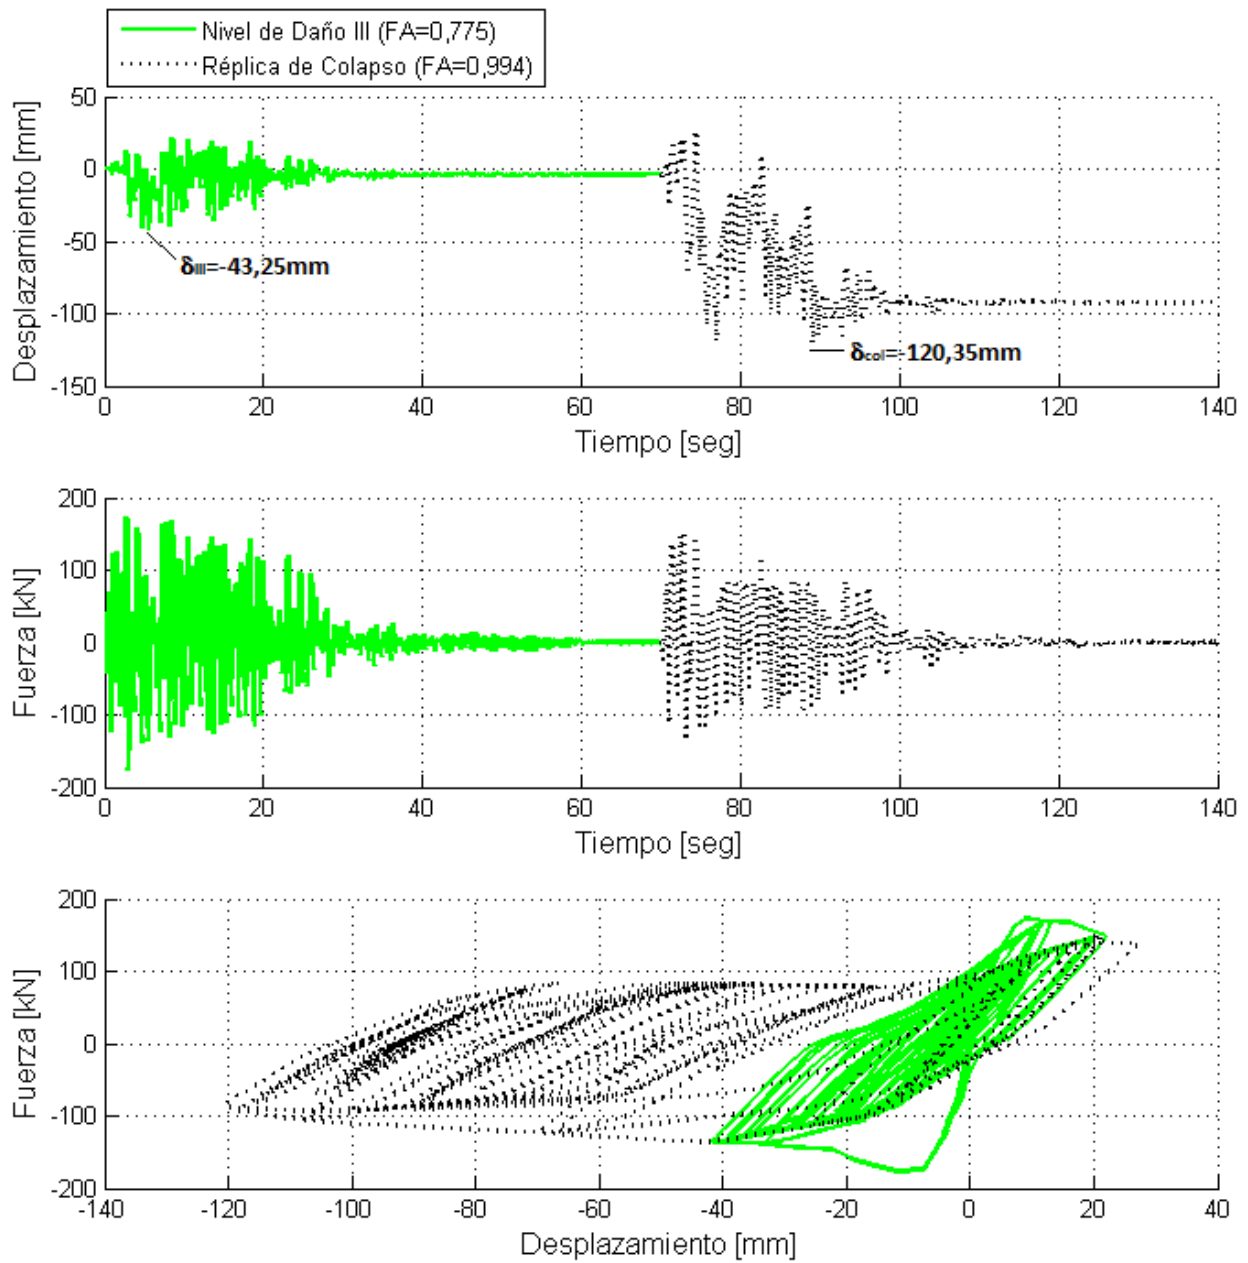 Nivel de Daño III (FA=0,775)
Réplica de Colapso (FA=0,994)
50
0
-50
-100
-150
Desplazamiento [mm]
δIII=-43,25mm
δcol=-120,35mm
0 20 40 60 80 100 120 140
Tiempo [seg]
200
100
0
-100
-200
Fuerza [kN]
0 20 40 60 80 100 120 140
Tiempo [seg]
200
100
0
-100
-200
Fuerza [kN]
-140 -120 -100 -80 -60 -40 -20 0 20 40
Desplazamiento [mm]